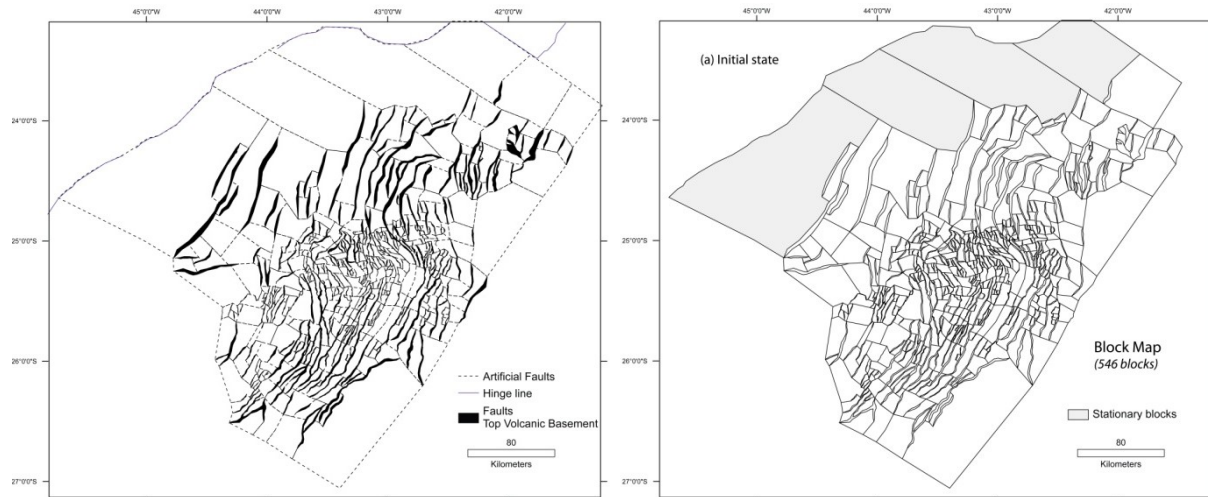 45°0'0"W 44°0'0"W 43°0'0"W 42°0'0"W
24°0'0"S
25°0'0"S
26°0'0"S
27°0'0"S
Artificial Faults
Hinge line
Faults
Top Volcanic Basement
80
Kilometers
45°0'0"W 44°0'0"W 43°0'0"W 42°0'0"W
(a) Initial state
24°0'0"S
25°0'0"S
26°0'0"S
27°0'0"S
Block Map
(546 blocks)
Stationary blocks
80
Kilometers